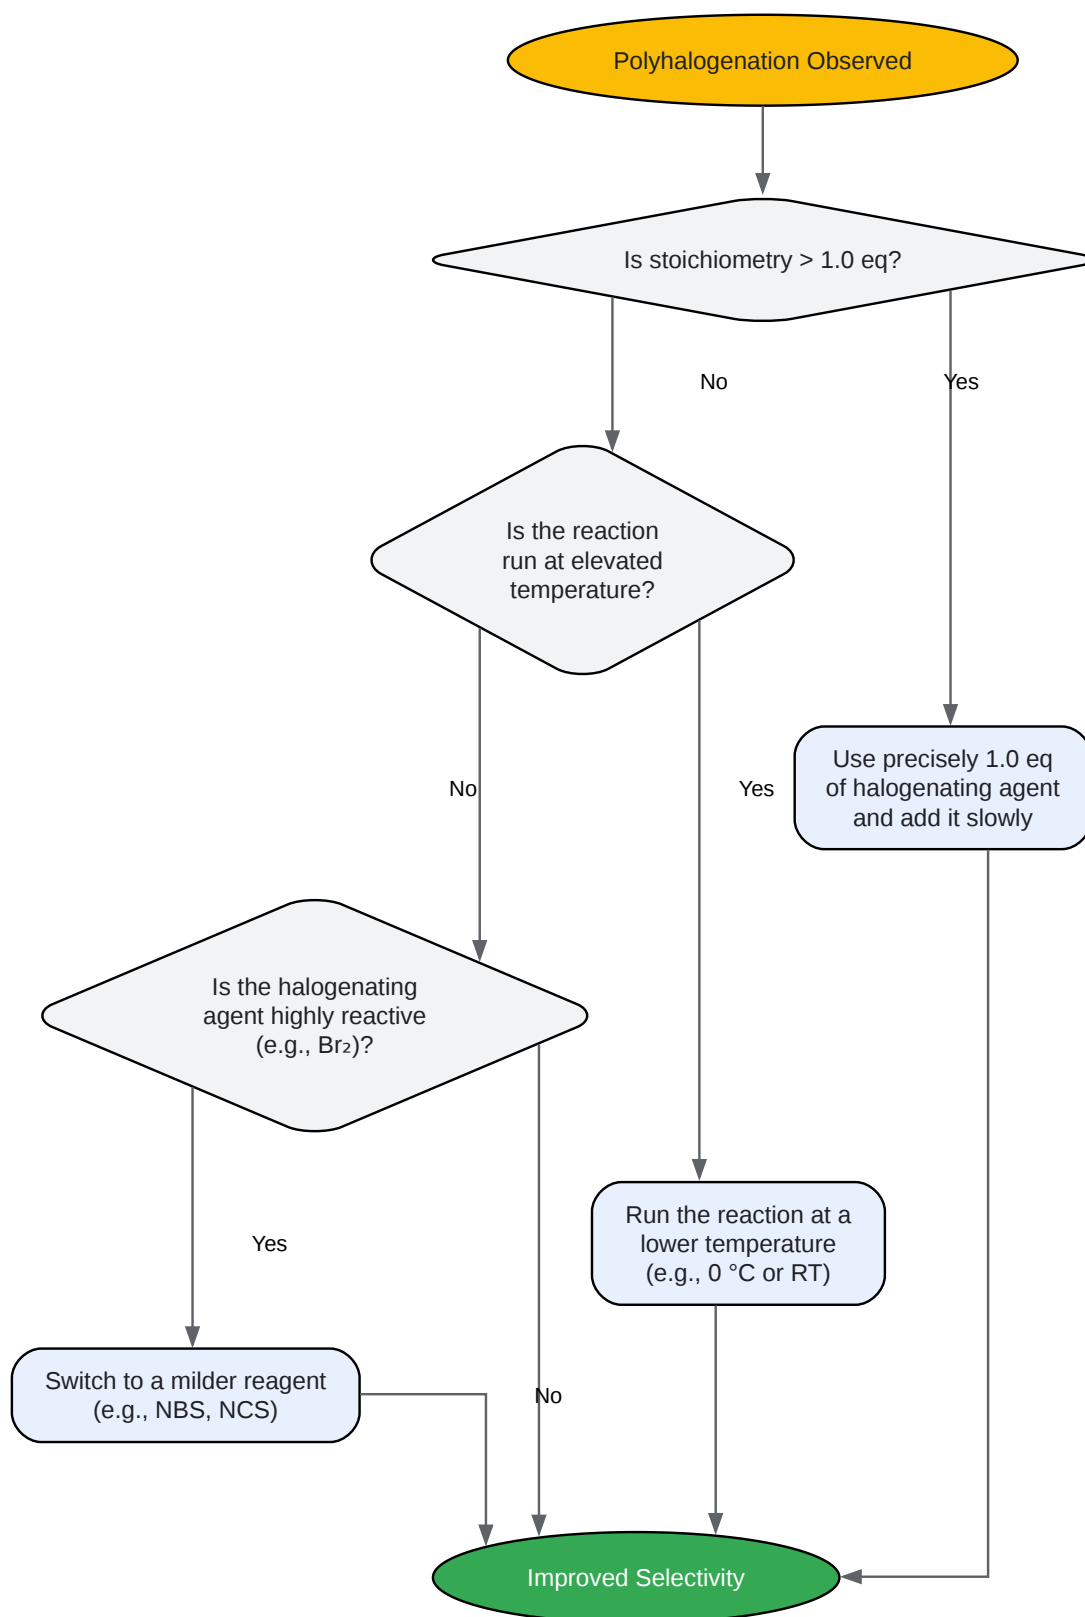 Polyhalogenation Observed
Is stoichiometry > 1.0 eq?
No
Yes
Is the reaction
run at elevated
temperature?
No
Yes
Use precisely 1.0 eq
of halogenating agent
and add it slowly
Is the halogenating
agent highly reactive
(e.g., Br₂)?
Yes
Run the reaction at a
lower temperature
(e.g., 0 °C or RT)
Switch to a milder reagent
(e.g., NBS, NCS)
No
Improved Selectivity